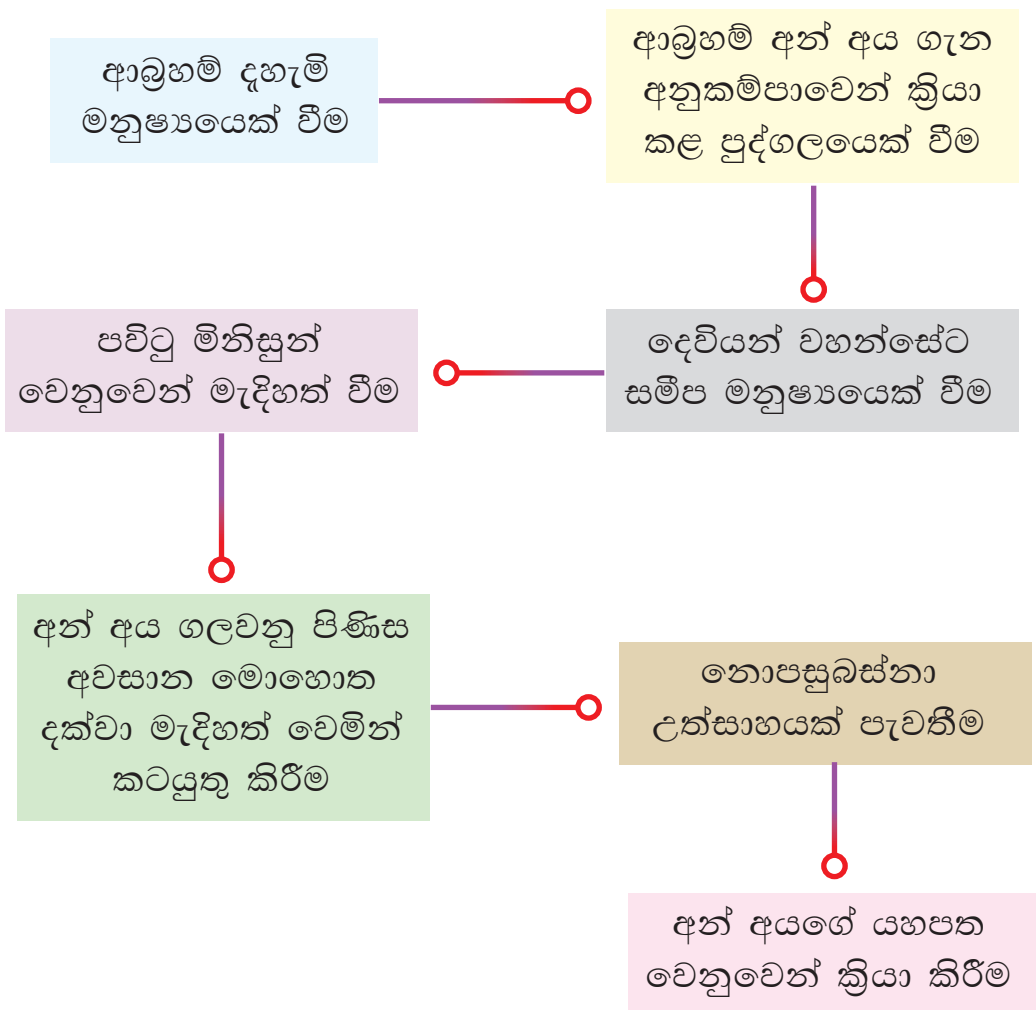 ආබ්‍රහම් දැහැමි
මනුෂ්‍යයෙක් වීම
ආබ්‍රහම් අන් අය ගැන
අනුකම්පාවෙන් ක්‍රියා
කළ පුද්ගලයෙක් වීම
දෙවියන් වහන්සේට
සමීප මනුෂ්‍යයෙක් වීම
පවිටු මිනිසුන්
වෙනුවෙන් මැදිහත් වීම
අන් අය ගලවනු පිණිස
අවසාන මොහොත
දක්වා මැදිහත් වෙමින්
කටයුතු කිරීම
නොපසුබස්නා
උත්සාහයක් පැවතීම
අන් අයගේ යහපත
වෙනුවෙන් ක්‍රියා කිරීම